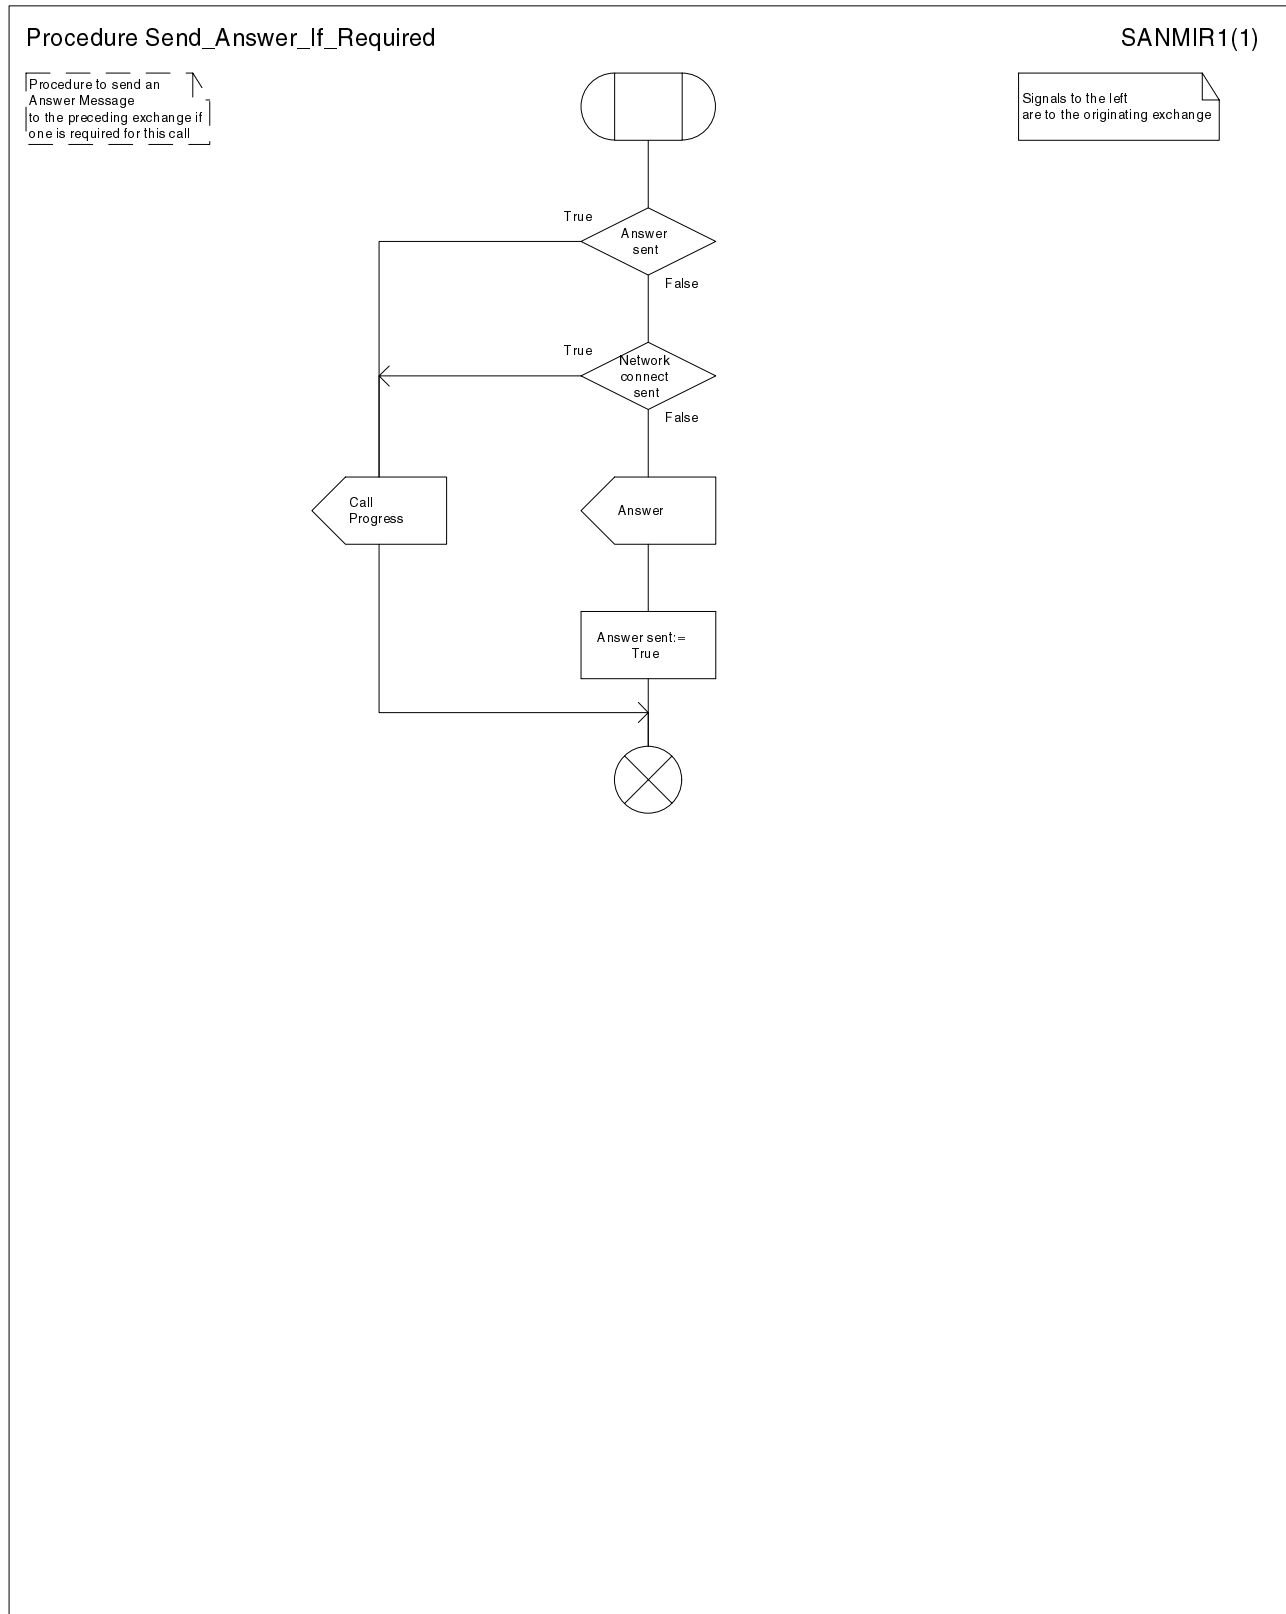 Procedure Send_Answer_If_Required
SANMIR1(1)
Procedure to send an
Answer Message
to the preceding exchange if
one is required for this call
Signals to the left
are to the originating exchange
True
Answer
sent
False
True
Network
connect
sent
False
Call
Progress
Answer
Answer sent:=
True